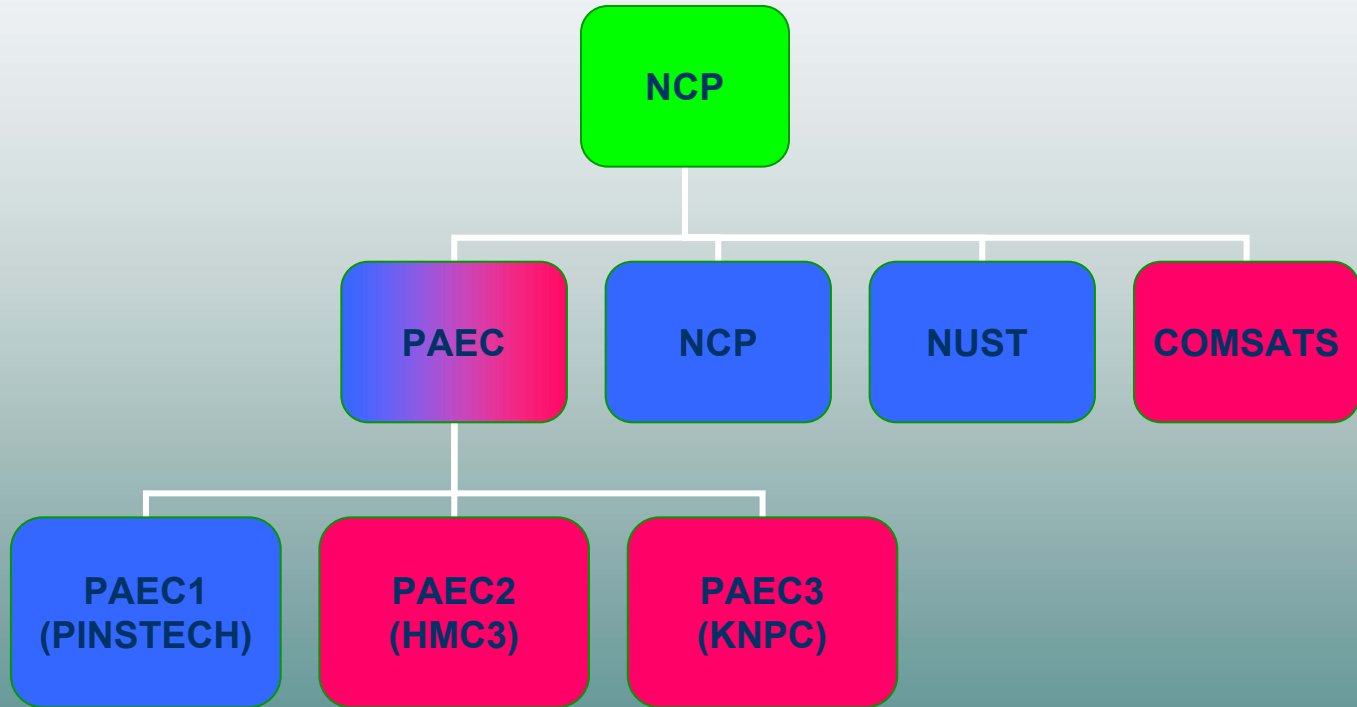 NCP
PAEC
NCP
NUST
COMSATS
PAEC1
(PINSTECH)
PAEC2
(HMC3)
PAEC3
(KNPC)